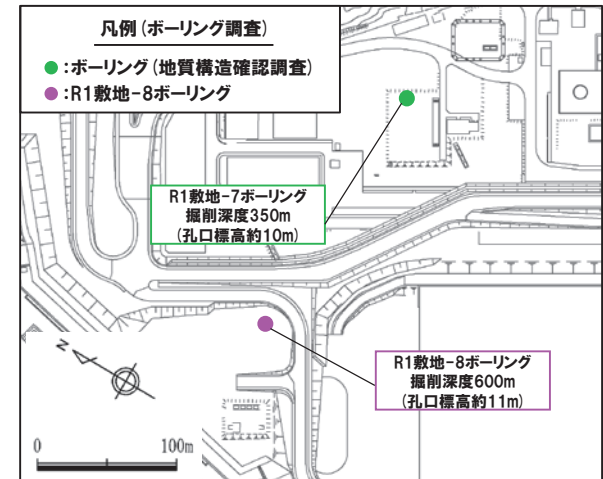 凡例(ボーリング調査)
●:ボーリング(地質構造確認調査)
●:R1敷地-8ボーリング
R1敷地-7ボーリング
掘削深度350m
(孔口標高約10m)
R1敷地-8ボーリング
掘削深度600m
(孔口標高約11m)
N
0 100m